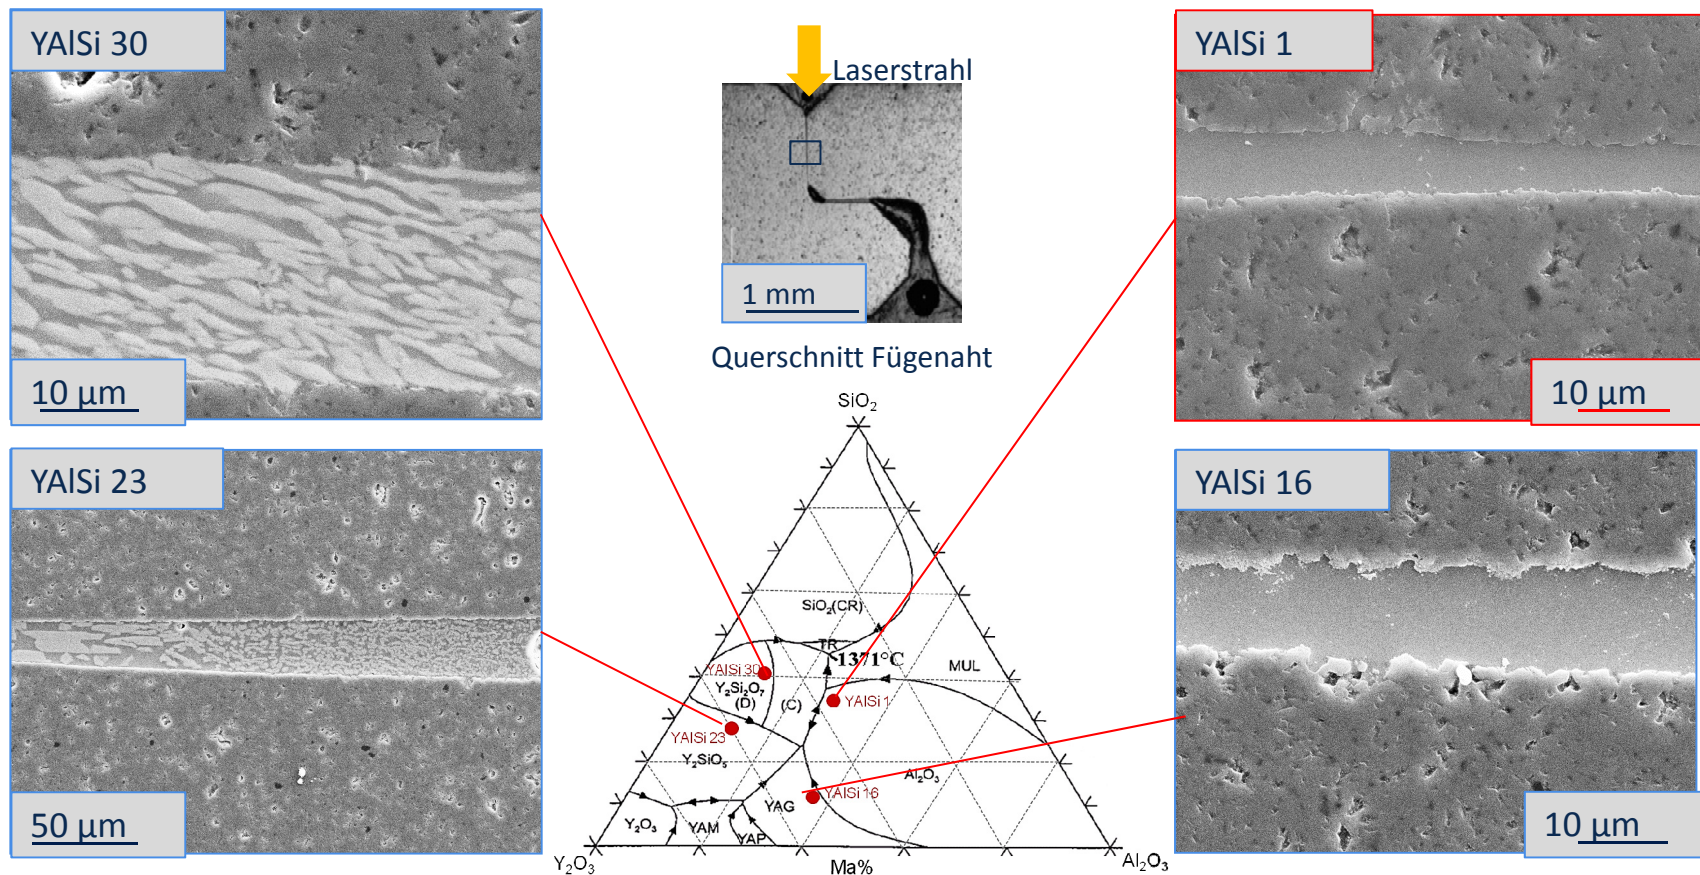 YAlSi 30
10 µm
YAlSi 23
50 µm
Laserstrahl
1 mm
Querschnitt Fügenaht
YAlSi 1
10 µm
YAlSi 16
10 µm
SiO₂
SiO₂(CR)
TR
1371°C
MUL
YAlSi 30
Y₂Si₂O₇
(D)
(C)
YAlSi 1
YAlSi 23
Y₂SiO₅
Al₂O₃
YAlSi 16
YAG
Y₂O₃
YAM
YAP
Y₂O₃
Ma%
Al₂O₃